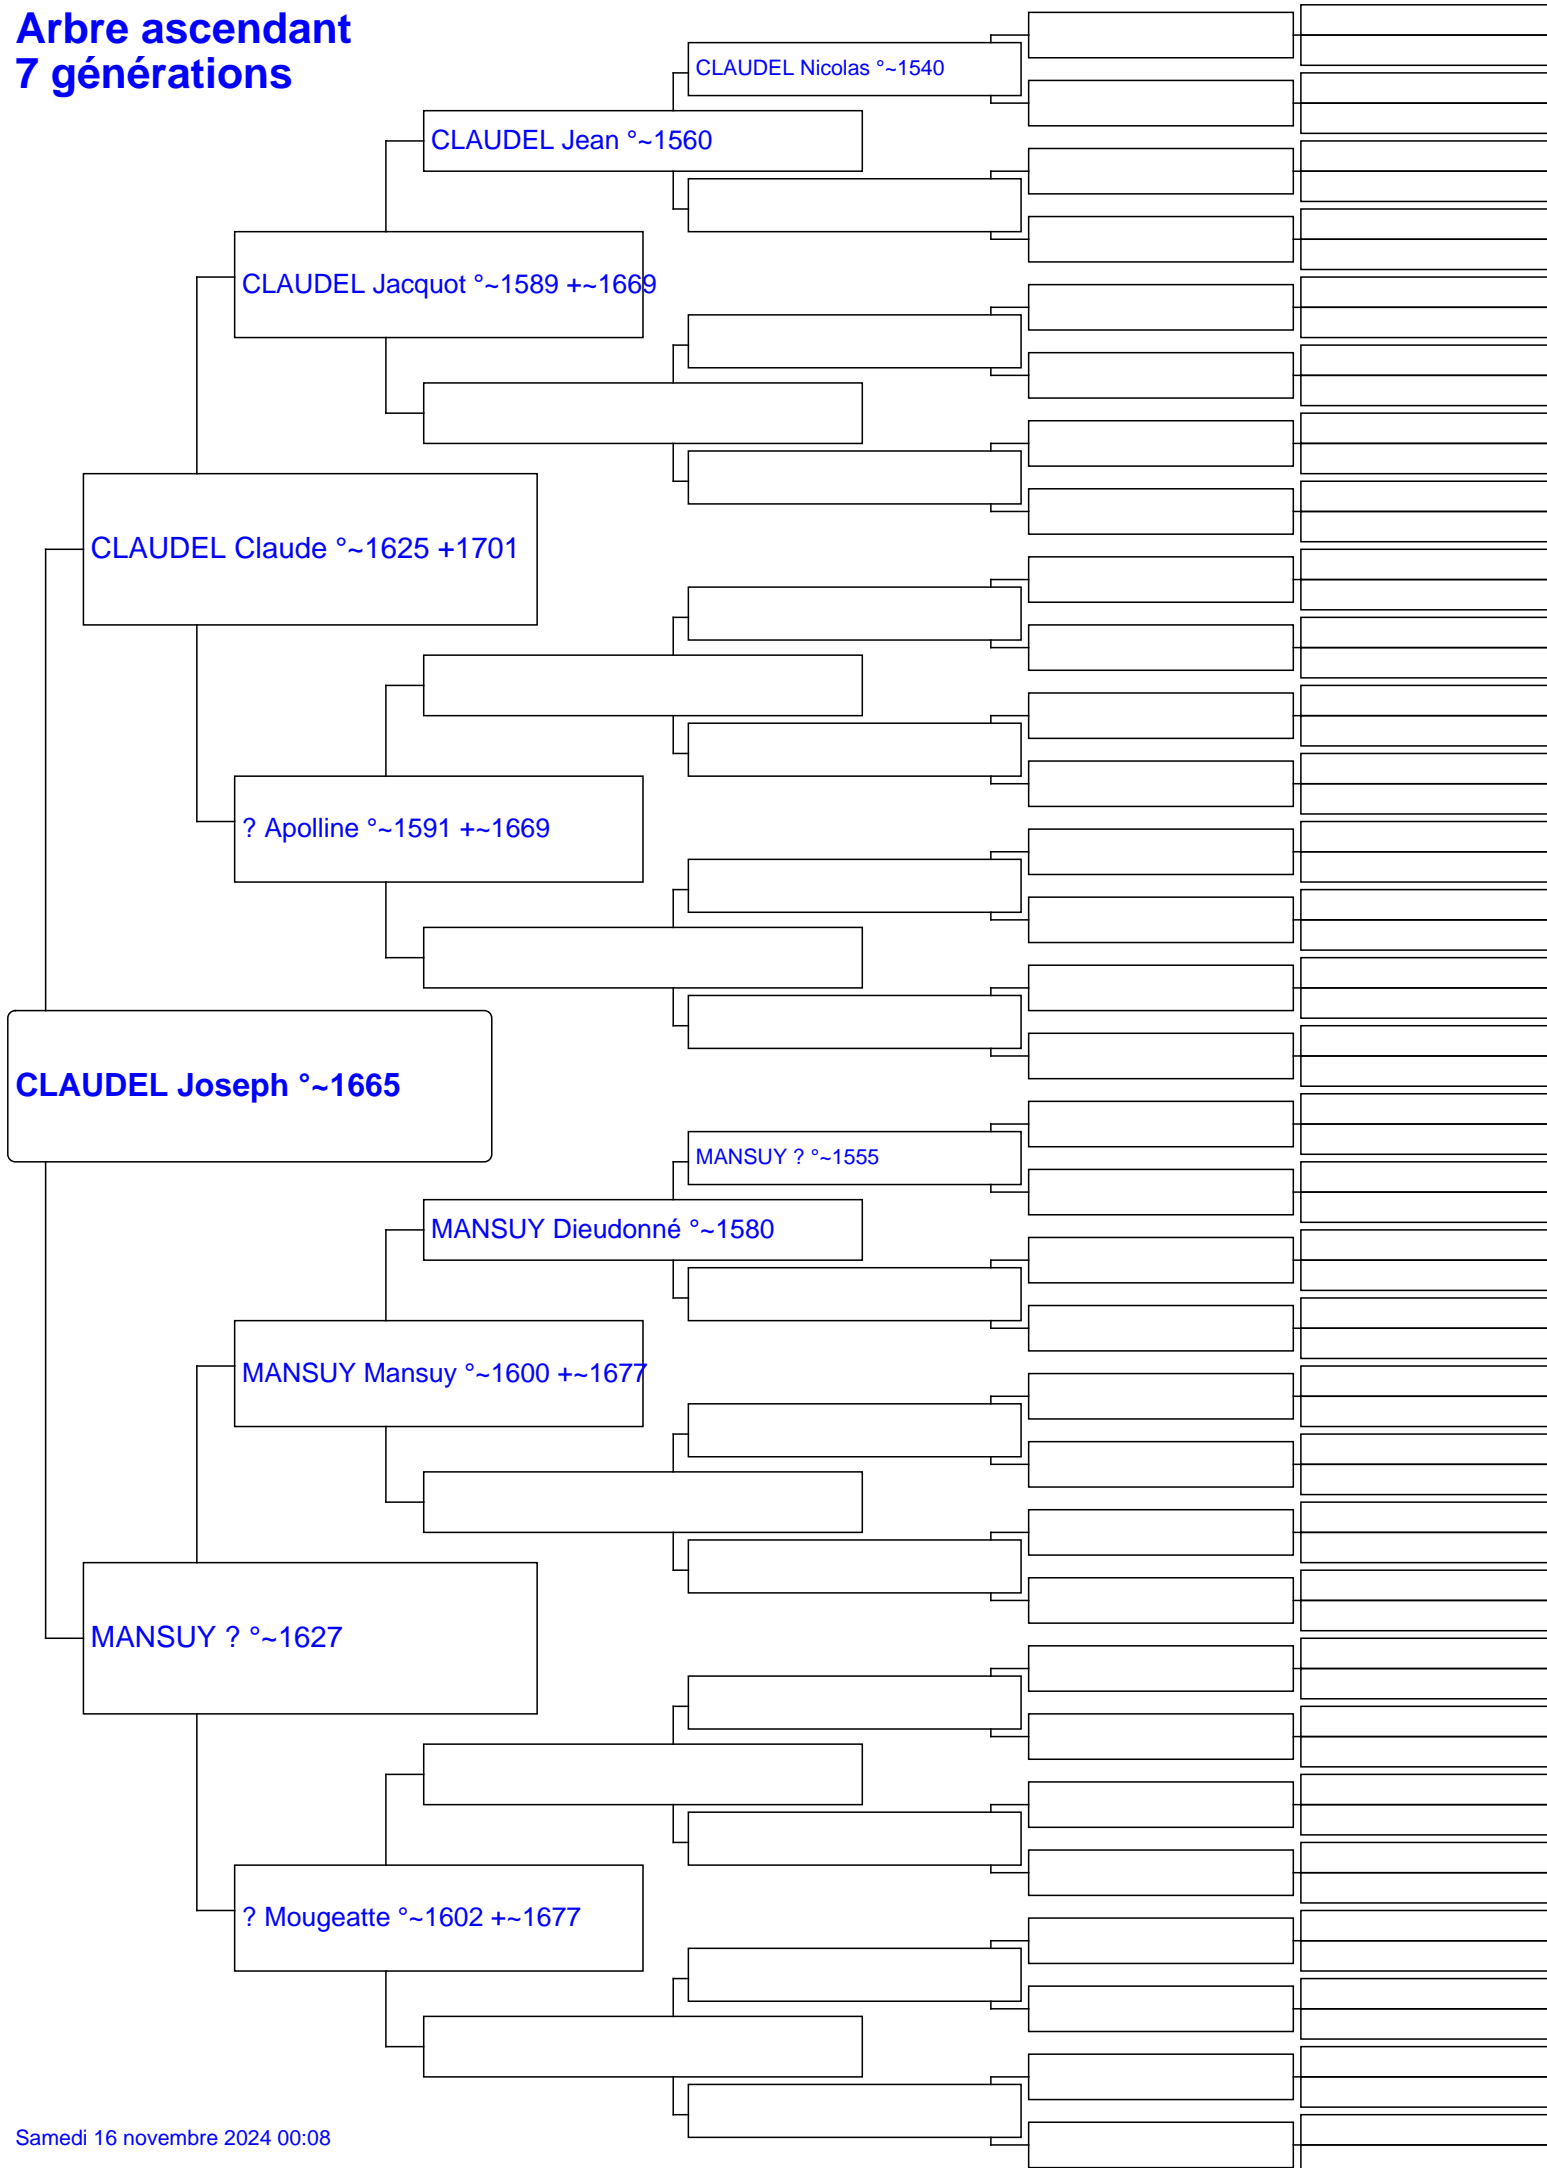 Arbre ascendant
7 générations
CLAUDEL Nicolas °~1540
CLAUDEL Jean °~1560
CLAUDEL Jacquot °~1589 +~1669
CLAUDEL Claude °~1625 +1701
? Apolline °~1591 +~1669
CLAUDEL Joseph °~1665
MANSUY ? °~1555
MANSUY Dieudonné °~1580
MANSUY Mansuy °~1600 +~1677
MANSUY ? °~1627
? Mougeatte °~1602 +~1677
Samedi 16 novembre 2024 00:08